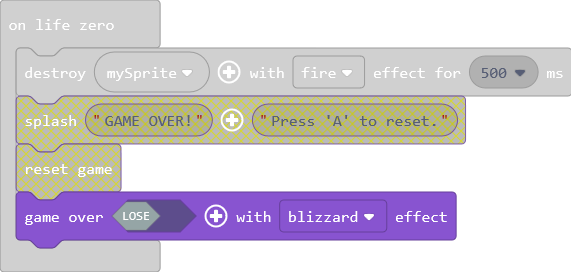 on life zero
destroy mySprite with fire effect for 500 ms
splash "GAME OVER!" "Press 'A' to reset."
reset game
game over LOSE with blizzard effect